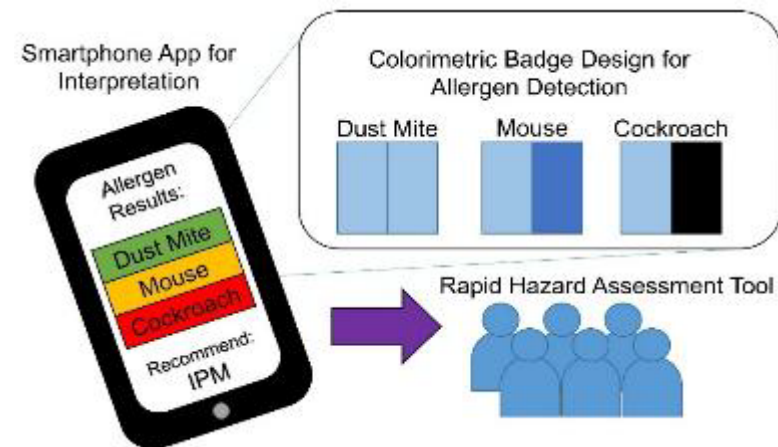 Smartphone App for
Interpretation
Allergen
Results:
Dust Mite
Mouse
Cockroach
Recommend:
IPM
Colorimetric Badge Design for
Allergen Detection
Dust Mite
Mouse
Cockroach
Rapid Hazard Assessment Tool